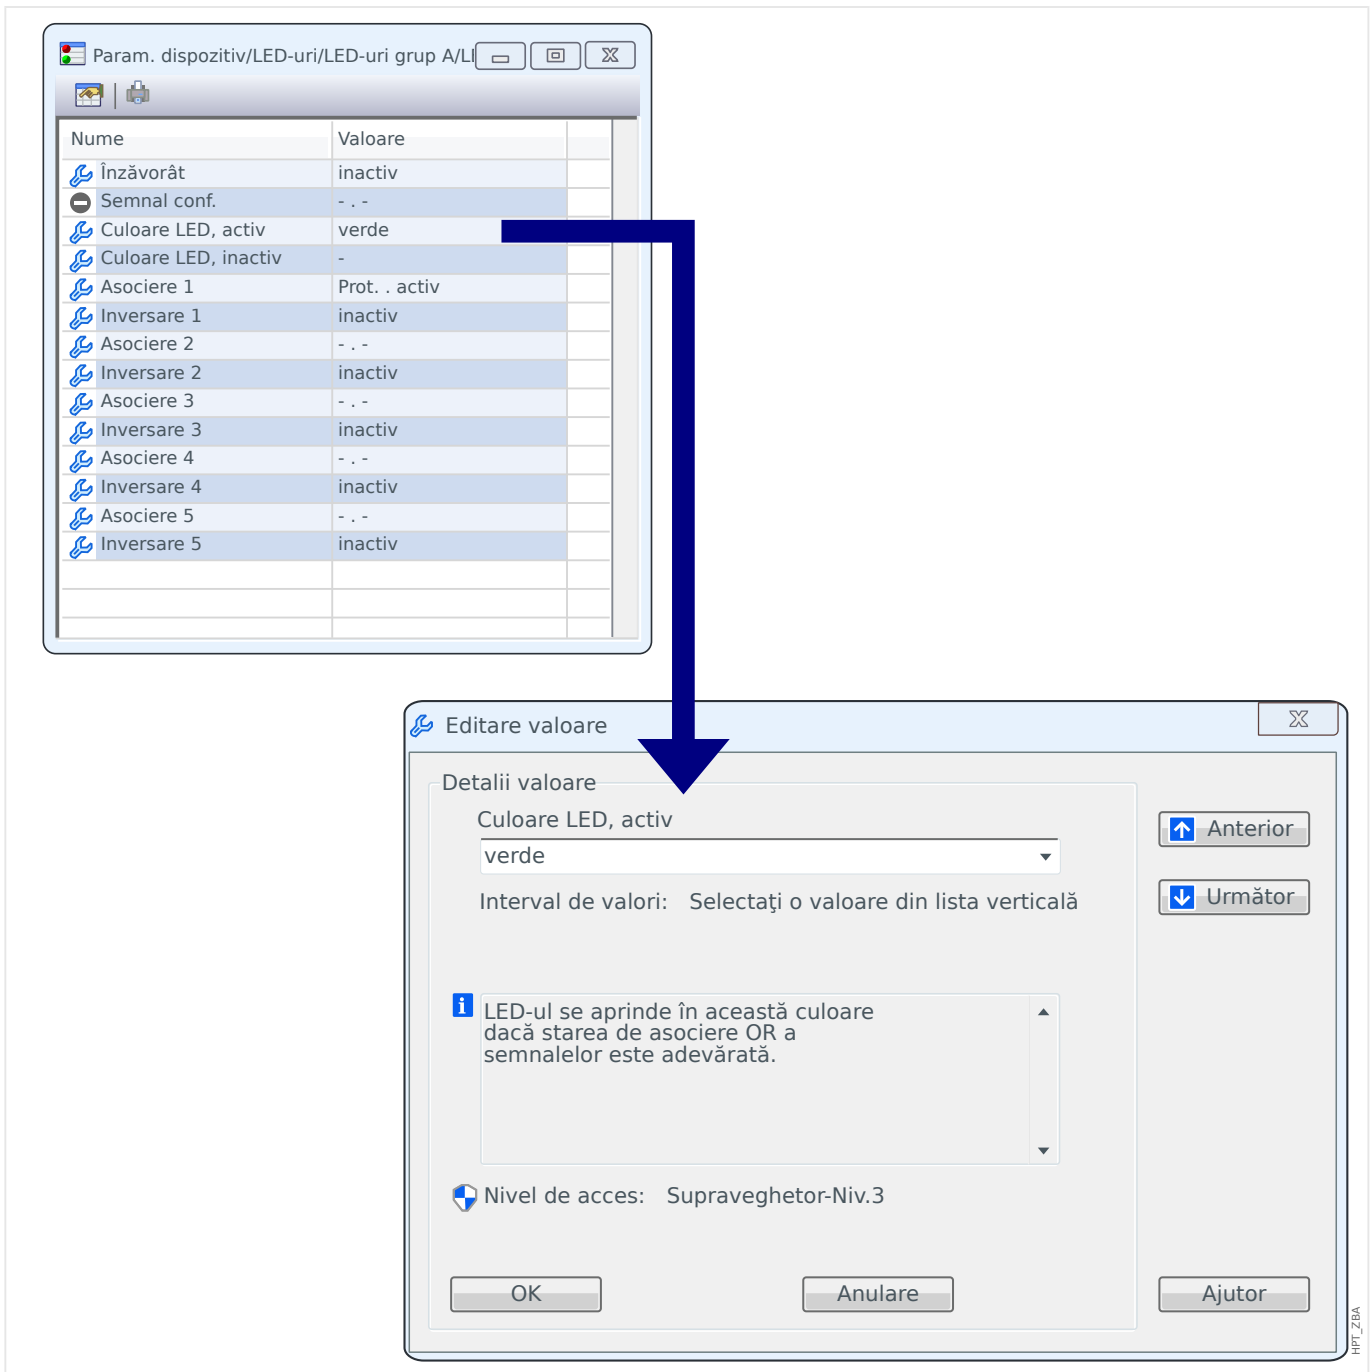 Param. dispozitiv/LED-uri/LED-uri grup A/LI
Nume Valoare
Înzăvorât inactiv
Semnal conf. - . -
Culoare LED, activ verde
Culoare LED, inactiv -
Asociere 1 Prot. . activ
Inversare 1 inactiv
Asociere 2 - . -
Inversare 2 inactiv
Asociere 3 - . -
Inversare 3 inactiv
Asociere 4 - . -
Inversare 4 inactiv
Asociere 5 - . -
Inversare 5 inactiv
Editare valoare
Detalii valoare
Culoare LED, activ
verde
Anterior
Interval de valori: Selectaţi o valoare din lista verticală
Următor
LED-ul se aprinde în această culoare
dacă starea de asociere OR a
semnalelor este adevărată.
Nivel de acces: Supraveghetor-Niv.3
OK Anulare Ajutor
HPT_ZBA